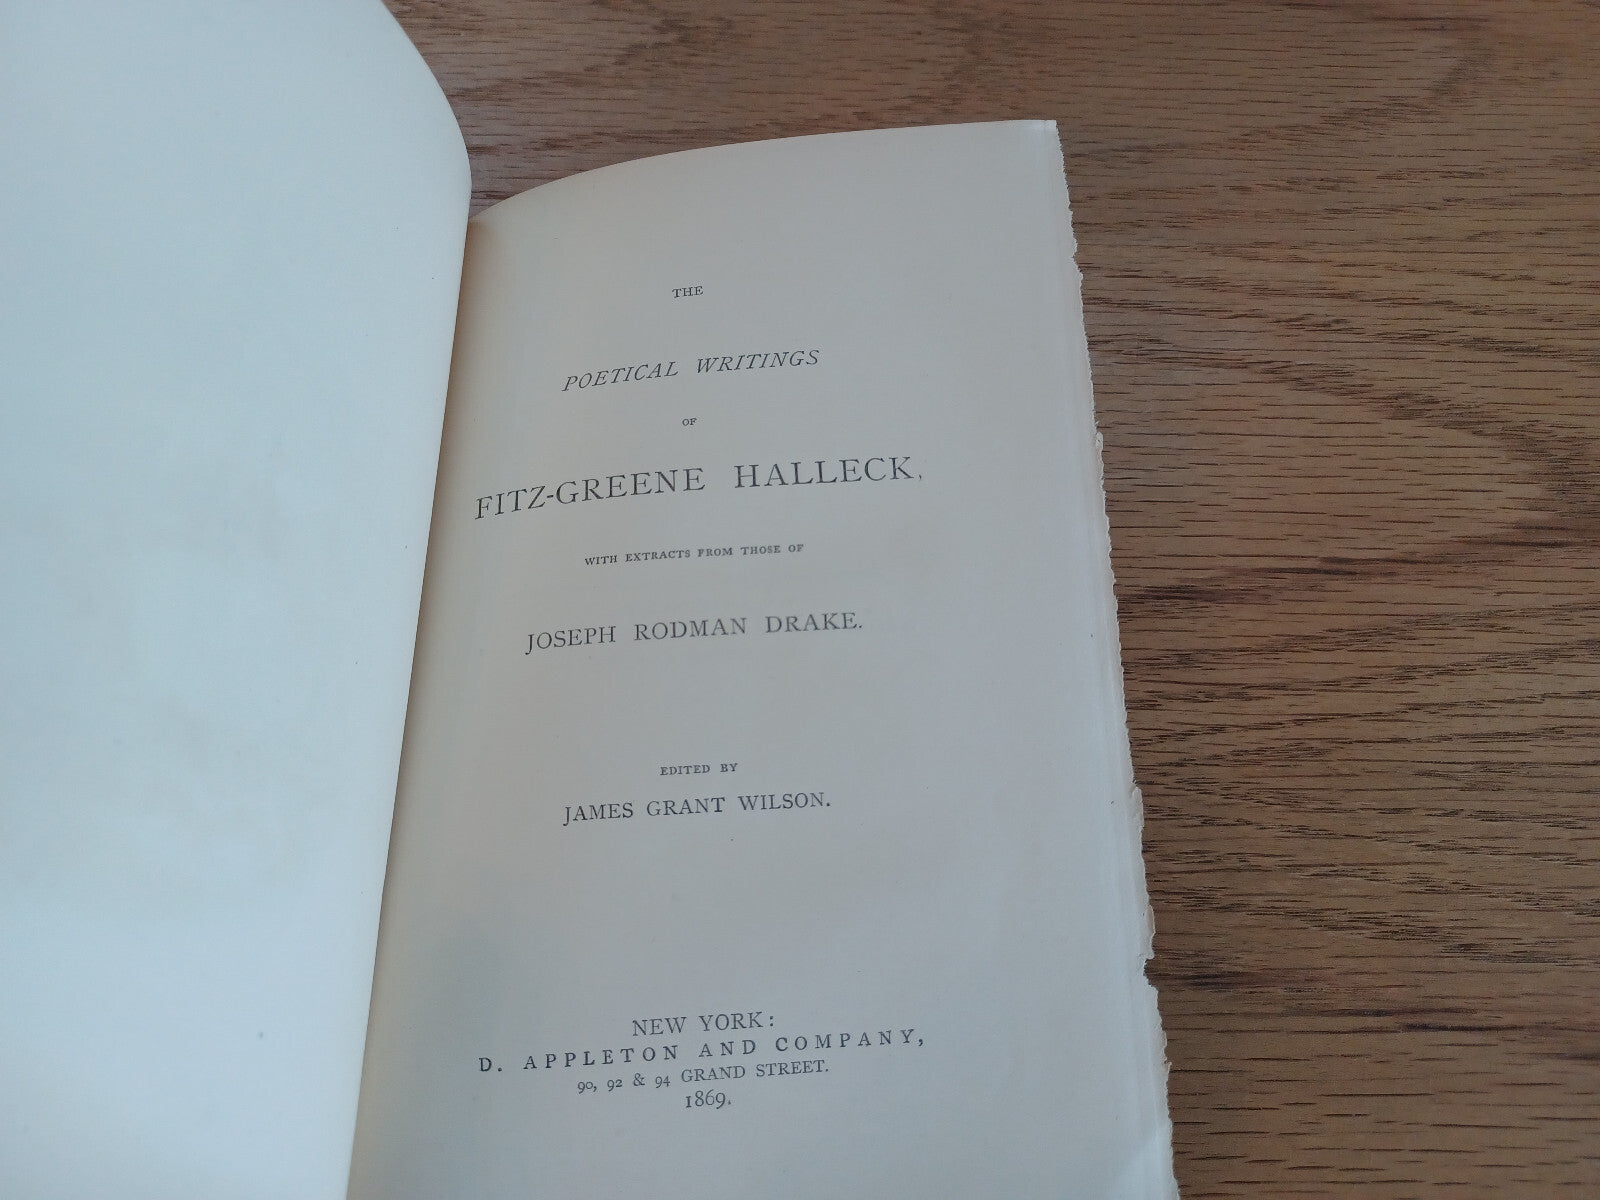 THE
POETICAL WRITINGS
OF
FITZ-GREENE HALLECK,
WITH EXTRACTS FROM THOSE OF
JOSEPH RODMAN DRAKE.
EDITED BY
JAMES GRANT WILSON.
NEW YORK:
D. APPLETON AND COMPANY,
90, 92 & 94 GRAND STREET.
1869.